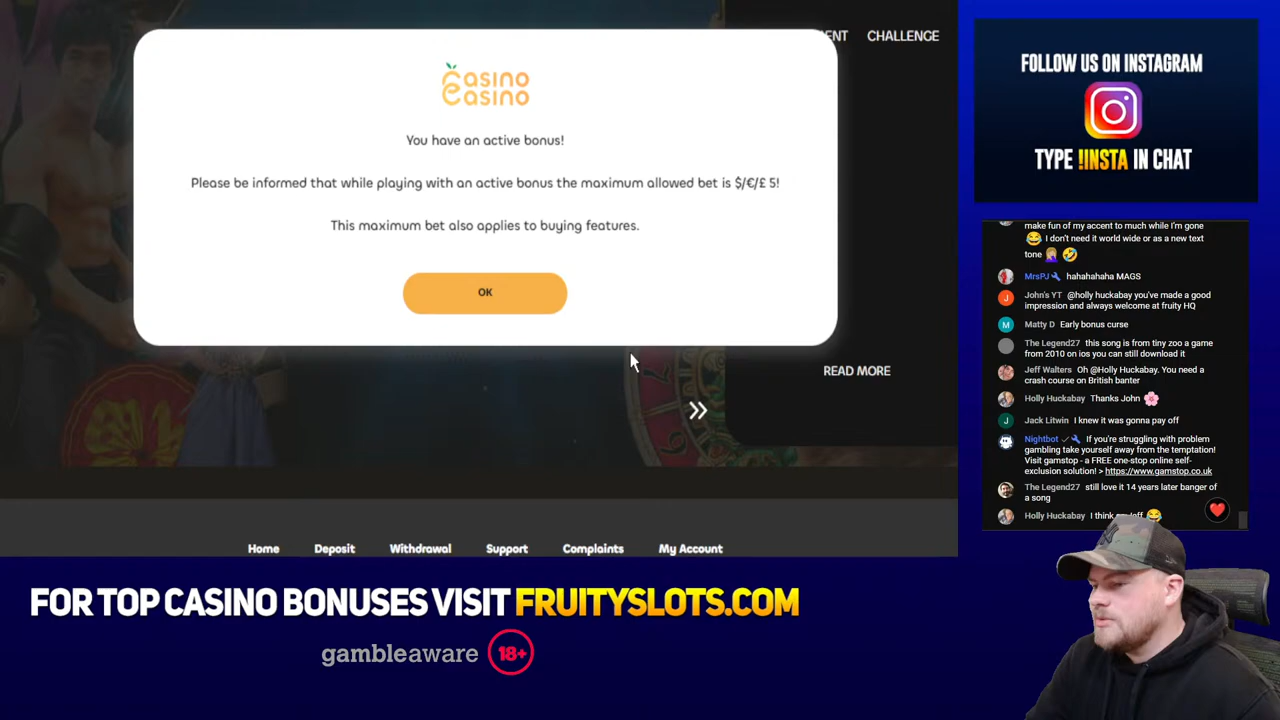 ENT CHALLENGE
Casino
Casino
You have an active bonus!
Please be informed that while playing with an active bonus the maximum allowed bet is $/€/£ 5!
This maximum bet also applies to buying features.
OK
READ MORE
Home Deposit Withdrawal Support Complaints My Account
FOR TOP CASINO BONUSES VISIT FRUITYSLOTS.COM
gambleaware 18+
FOLLOW US ON INSTAGRAM
TYPE !INSTA IN CHAT
make fun of my accent to much while I'm gone
😂 I don't need it world wide or as a new text
tone 🤦🏼‍♀️ 🤣
MrsPJ hahahahaha MAGS
John's YT @holly huckabay you've made a good
impression and always welcome at fruity HQ
Matty D Early bonus curse
The Legend27 this song is from tiny zoo a game
from 2010 on ios you can still download it
Jeff Walters Oh @Holly Huckabay. You need a
crash course on British banter
Holly Huckabay Thanks John 🌸
Jack Litwin I knew it was gonna pay off
Nightbot If you're struggling with problem
gambling take yourself away from the temptation!
Visit gamstop - a FREE one-stop online self-
exclusion solution! > https://www.gamstop.co.uk
The Legend27 still love it 14 years later banger of
a song
Holly Huckabay I think off 😂